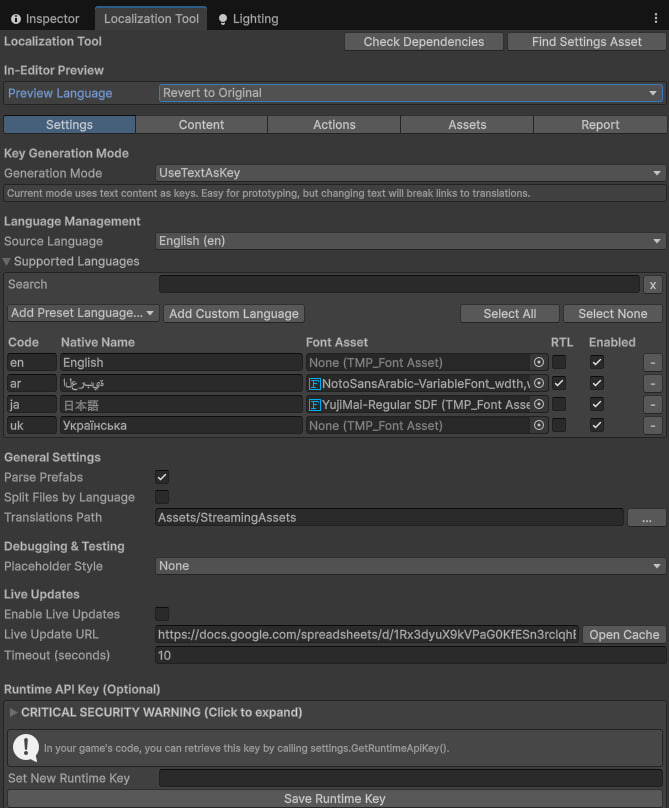 Inspector Localization Tool Lighting
Localization Tool Check Dependencies Find Settings Asset
In-Editor Preview
Preview Language Revert to Original
Settings Content Actions Assets Report
Key Generation Mode
Generation Mode UseTextAsKey
Current mode uses text content as keys. Easy for prototyping, but changing text will break links to translations.
Language Management
Source Language English (en)
Supported Languages
Search x
Add Preset Language... Add Custom Language Select All Select None
Code Native Name Font Asset RTL Enabled
en English None (TMP_Font Asset) -
ar ةيبرعلا NotoSansArabic-VariableFont_wdth, -
ja 日本語 YujiMai-Regular SDF (TMP_Font Asse -
uk Українська None (TMP_Font Asset) -
General Settings
Parse Prefabs
Split Files by Language
Translations Path Assets/StreamingAssets ...
Debugging & Testing
Placeholder Style None
Live Updates
Enable Live Updates
Live Update URL https://docs.google.com/spreadsheets/d/1Rx3dyuX9kVPaG0KfESn3rclqhE Open Cache
Timeout (seconds) 10
Runtime API Key (Optional)
CRITICAL SECURITY WARNING (Click to expand)
In your game's code, you can retrieve this key by calling settings.GetRuntimeApiKey().
Set New Runtime Key
Save Runtime Key